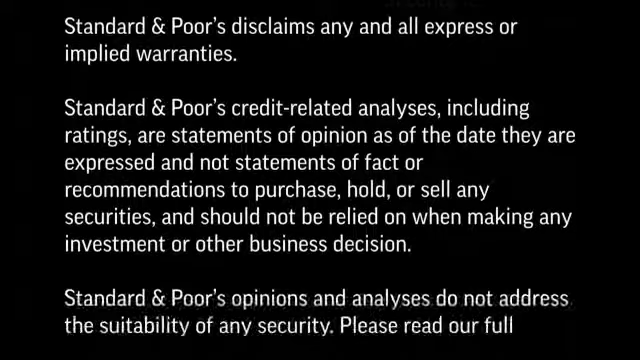 Standard & Poor's disclaims any and all express or
implied warranties.
Standard & Poor's credit-related analyses, including
ratings, are statements of opinion as of the date they are
expressed and not statements of fact or
recommendations to purchase, hold, or sell any
securities, and should not be relied on when making any
investment or other business decision.
Standard & Poor's opinions and analyses do not address
the suitability of any security. Please read our full